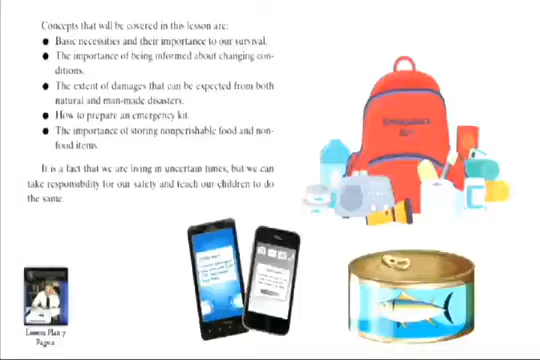 Concepts that will be covered in this lesson are:
● Basic necessities and their importance to our survival.
● The importance of being informed about changing con-
ditions.
● The extent of damages that can be expected from both
natural and man-made disasters.
● How to prepare an emergency kit.
● The importance of storing nonperishable food and non-
food items.
It is a fact that we are living in uncertain times, but we can
take responsibility for our safety and teach our children to do
the same.
Lesson Plan 7
Page 2